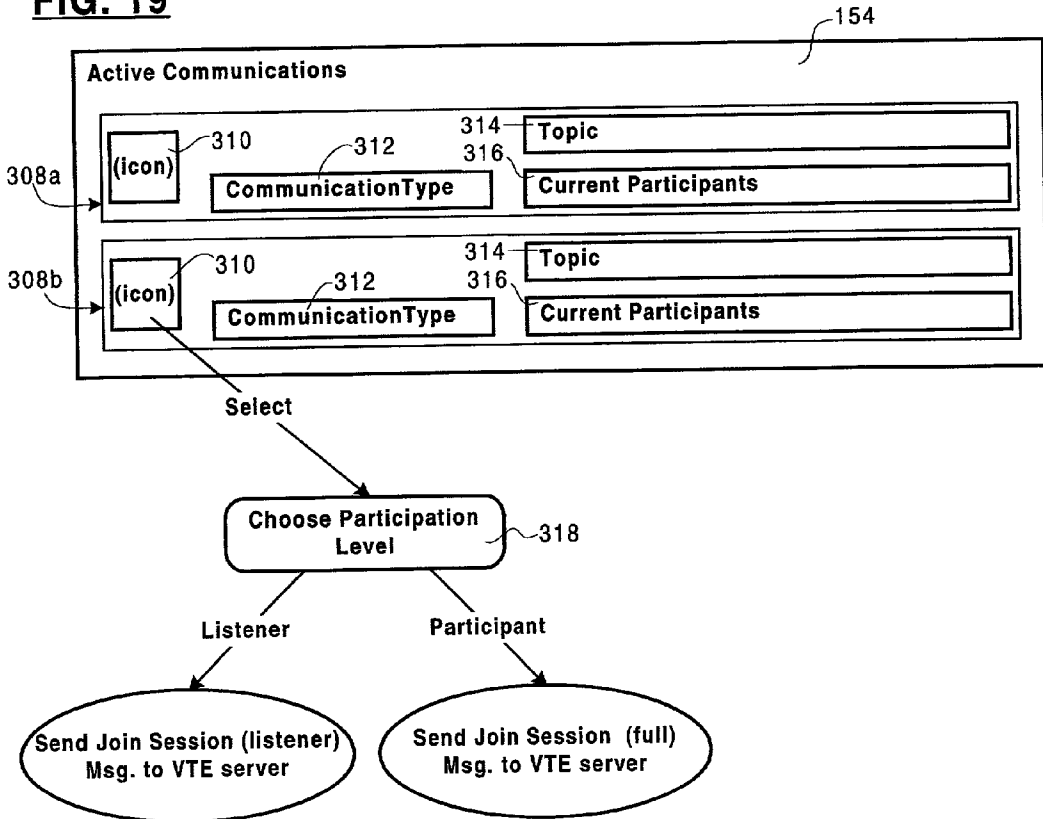 FIG. 19
154
Active Communications
(icon)
310
312
CommunicationType
314
Topic
316
Current Participants
308a
(icon)
310
312
CommunicationType
314
Topic
316
Current Participants
308b
Select
Choose Participation
Level
318
Listener
Participant
Send Join Session (listener)
Msg. to VTE server
Send Join Session (full)
Msg. to VTE server